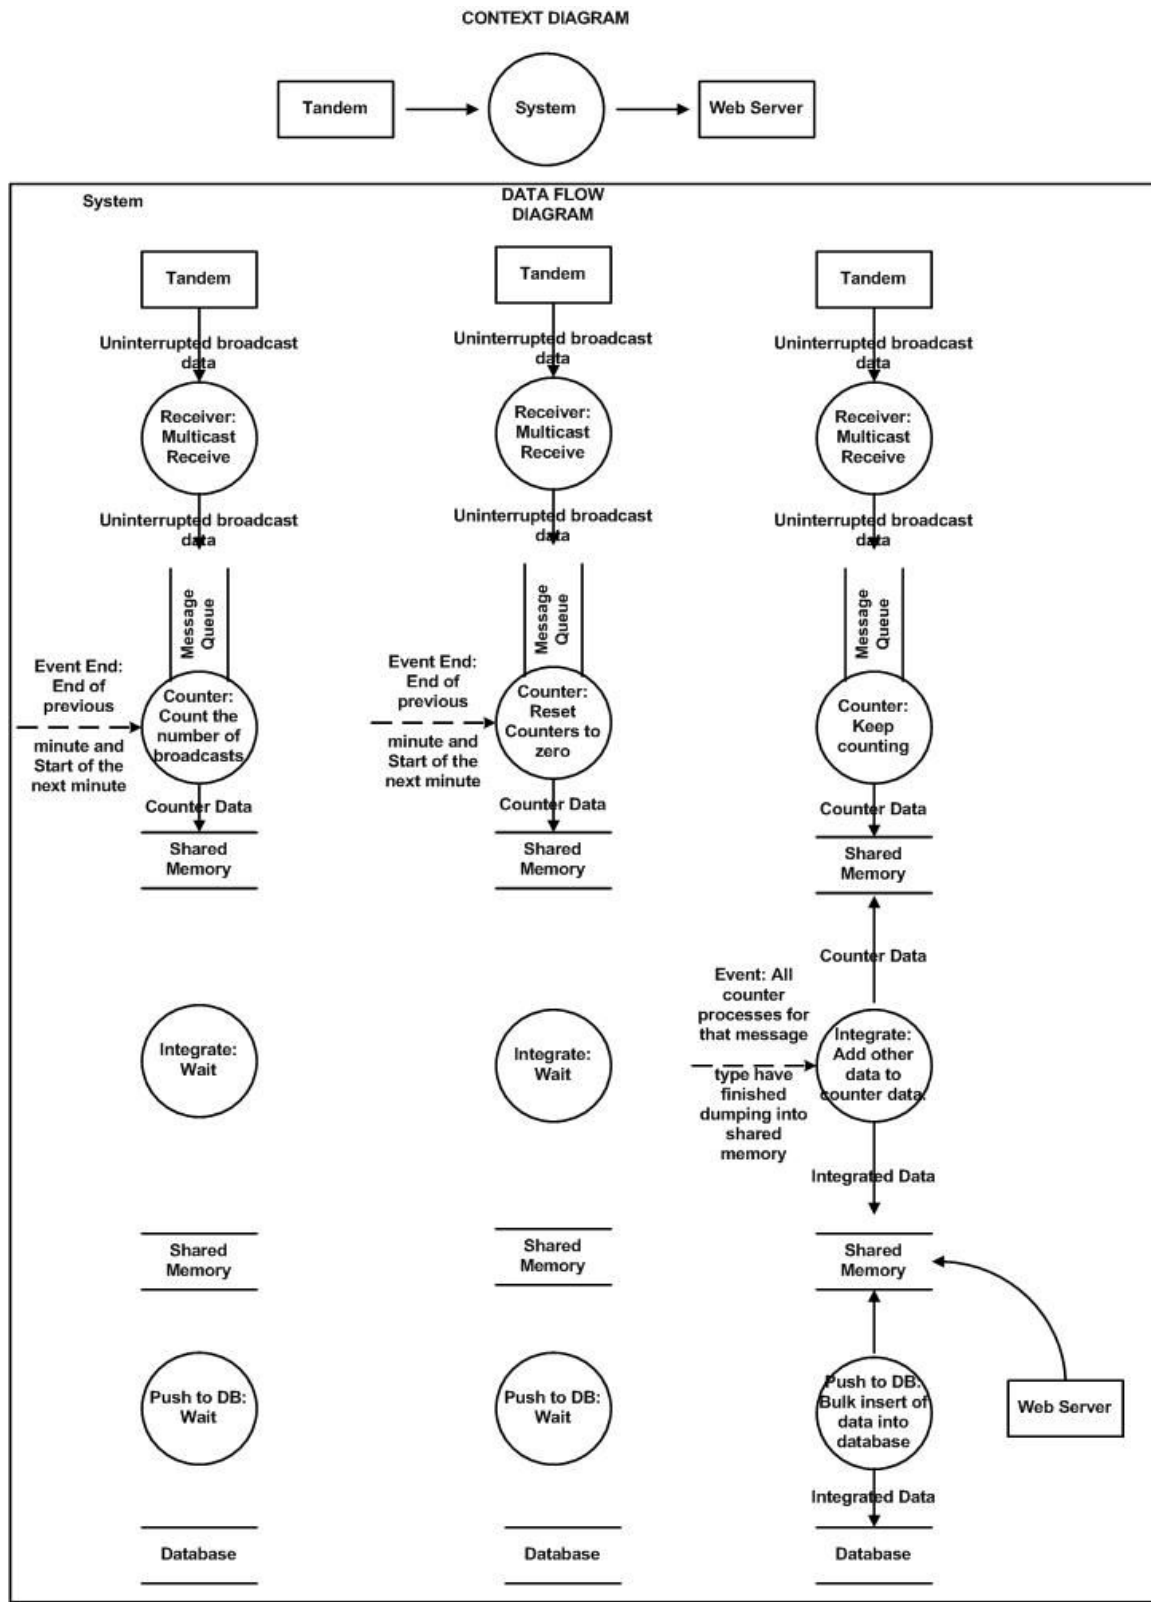 CONTEXT DIAGRAM
Tandem
System
Web Server
System
DATA FLOW
DIAGRAM
Tandem
Uninterrupted broadcast
data
Receiver:
Multicast
Receive
Uninterrupted broadcast
data
Message
Queue
Event End:
End of
previous
minute and
Start of the
next minute
Counter:
Count the
number of
broadcasts
Counter Data
Shared
Memory
Integrate:
Wait
Shared
Memory
Push to DB:
Wait
Database
Tandem
Uninterrupted broadcast
data
Receiver:
Multicast
Receive
Uninterrupted broadcast
data
Message
Queue
Event End:
End of
previous
minute and
Start of the
next minute
Counter:
Reset
Counters to
zero
Counter Data
Shared
Memory
Integrate:
Wait
Shared
Memory
Push to DB:
Wait
Database
Tandem
Uninterrupted broadcast
data
Receiver:
Multicast
Receive
Uninterrupted broadcast
data
Message
Queue
Counter:
Keep
counting
Counter Data
Shared
Memory
Counter Data
Event: All
counter
processes for
that message
type have
finished
dumping into
shared
memory
Integrate:
Add other
data to
counter data.
Integrated Data
Shared
Memory
Push to DB:
Bulk insert of
data into
database
Web Server
Integrated Data
Database